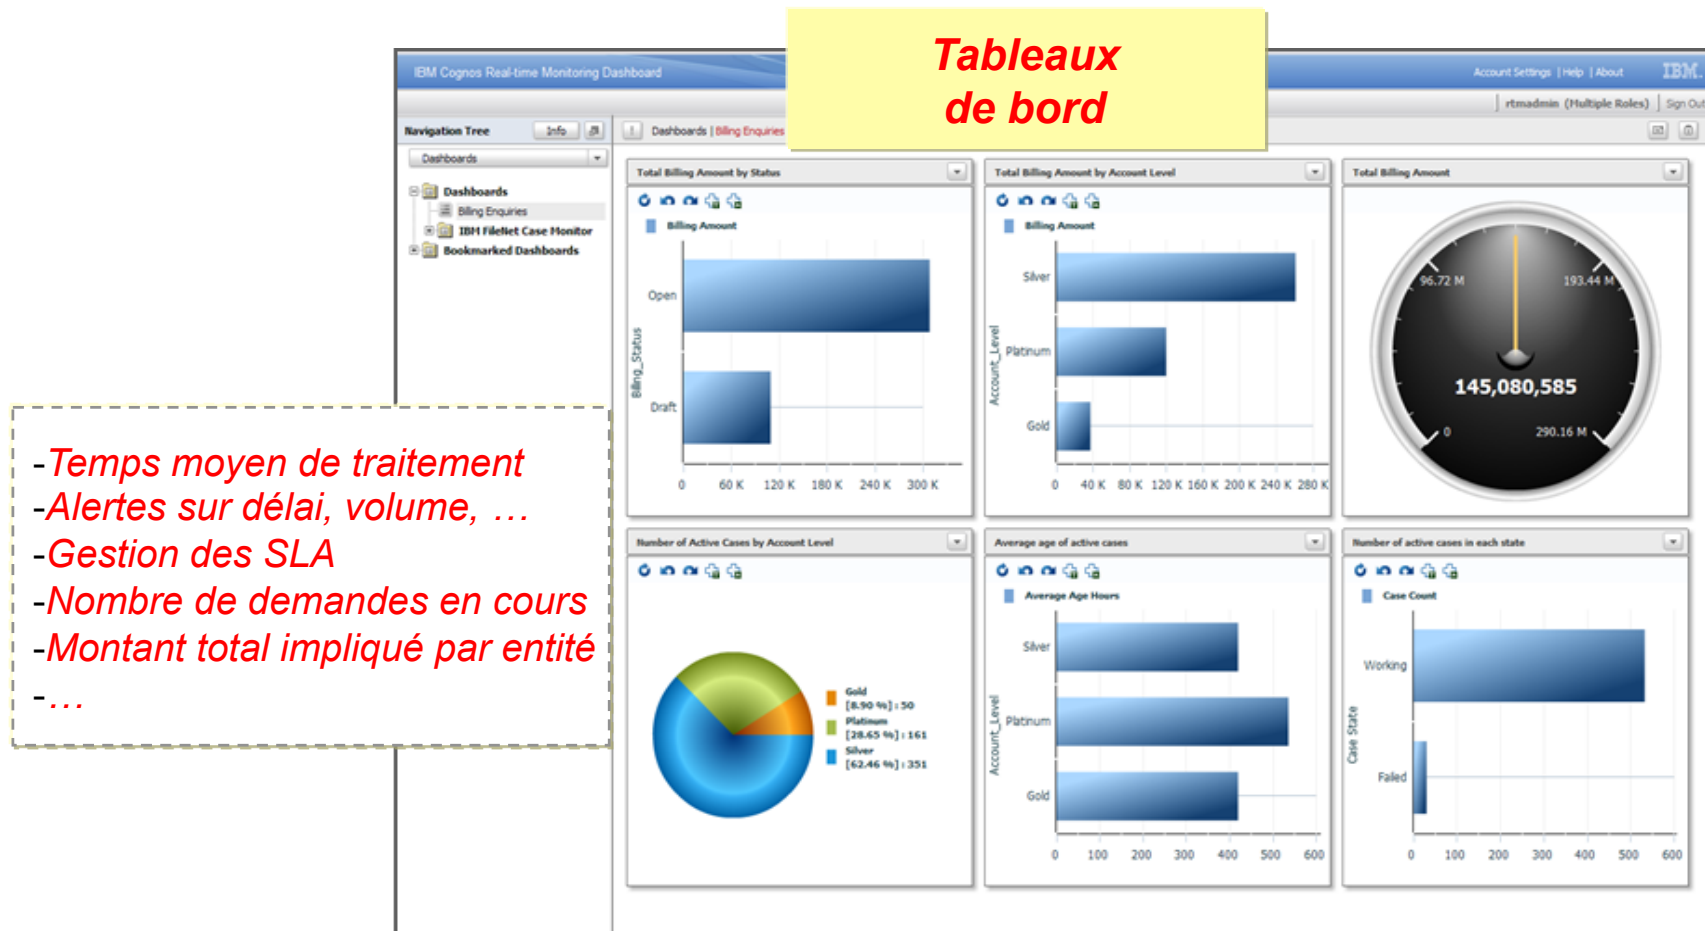 Tableaux
de bord
IBM Cognos Real-time Monitoring Dashboard
Account Settings | Help | About
IBM.
rtmadmin (Multiple Roles)
Sign Out
Navigation Tree
Info
Dashboards | Billing Enquiries
Dashboards
Dashboards
Billing Enquiries
IBM FileNet Case Monitor
Bookmarked Dashboards
-Temps moyen de traitement
-Alertes sur délai, volume, …
-Gestion des SLA
-Nombre de demandes en cours
-Montant total impliqué par entité
-…
Total Billing Amount by Status
Billing Amount
Billing_Status
Open
Draft
0 60 K 120 K 180 K 240 K 300 K
Total Billing Amount by Account Level
Billing Amount
Account_Level
Silver
Platinum
Gold
0 40 K 80 K 120 K 160 K 200 K 240 K 280 K
Total Billing Amount
96.72 M
193.44 M
145,080,585
0
290.16 M
Number of Active Cases by Account Level
Gold
[8.90 %] : 50
Platinum
[28.65 %] : 161
Silver
[62.46 %] : 351
Average age of active cases
Average Age Hours
Account_Level
Silver
Platinum
Gold
0 100 200 300 400 500 600
Number of active cases in each state
Case Count
Case State
Working
Failed
0 100 200 300 400 500 600